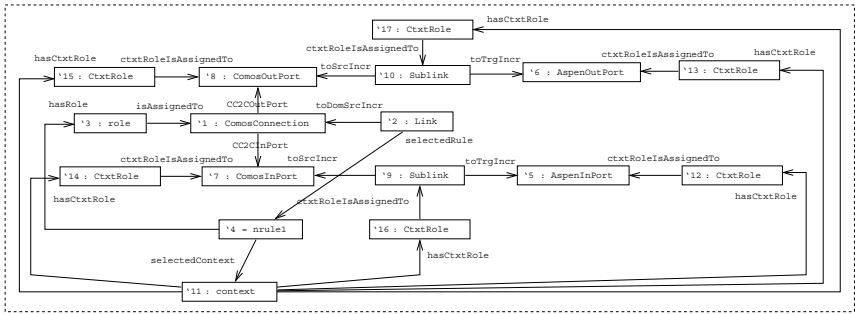 hasCtxtRole
‘17 : CtxtRole
ctxtRoleIsAssignedTo
hasCtxtRole
ctxtRoleIsAssignedTo
toSrcIncr
toTrgIncr
ctxtRoleIsAssignedTo
hasCtxtRole
‘15 : CtxtRole
‘8 : ComosOutPort
‘10 : Sublink
‘6 : AspenOutPort
‘13 : CtxtRole
hasRole
isAssignedTo
CC2COutPort
toDomSrcIncr
‘3 : role
‘1 : ComosConnection
‘2 : Link
selectedRule
CC2CInPort
ctxtRoleIsAssignedTo
toSrcIncr
toTrgIncr
ctxtRoleIsAssignedTo
‘14 : CtxtRole
‘7 : ComosInPort
‘9 : Sublink
‘5 : AspenInPort
‘12 : CtxtRole
hasCtxtRole
ctxtRoleIsAssignedTo
hasCtxtRole
‘4 = nrule1
‘16 : CtxtRole
selectedContext
hasCtxtRole
‘11 : context